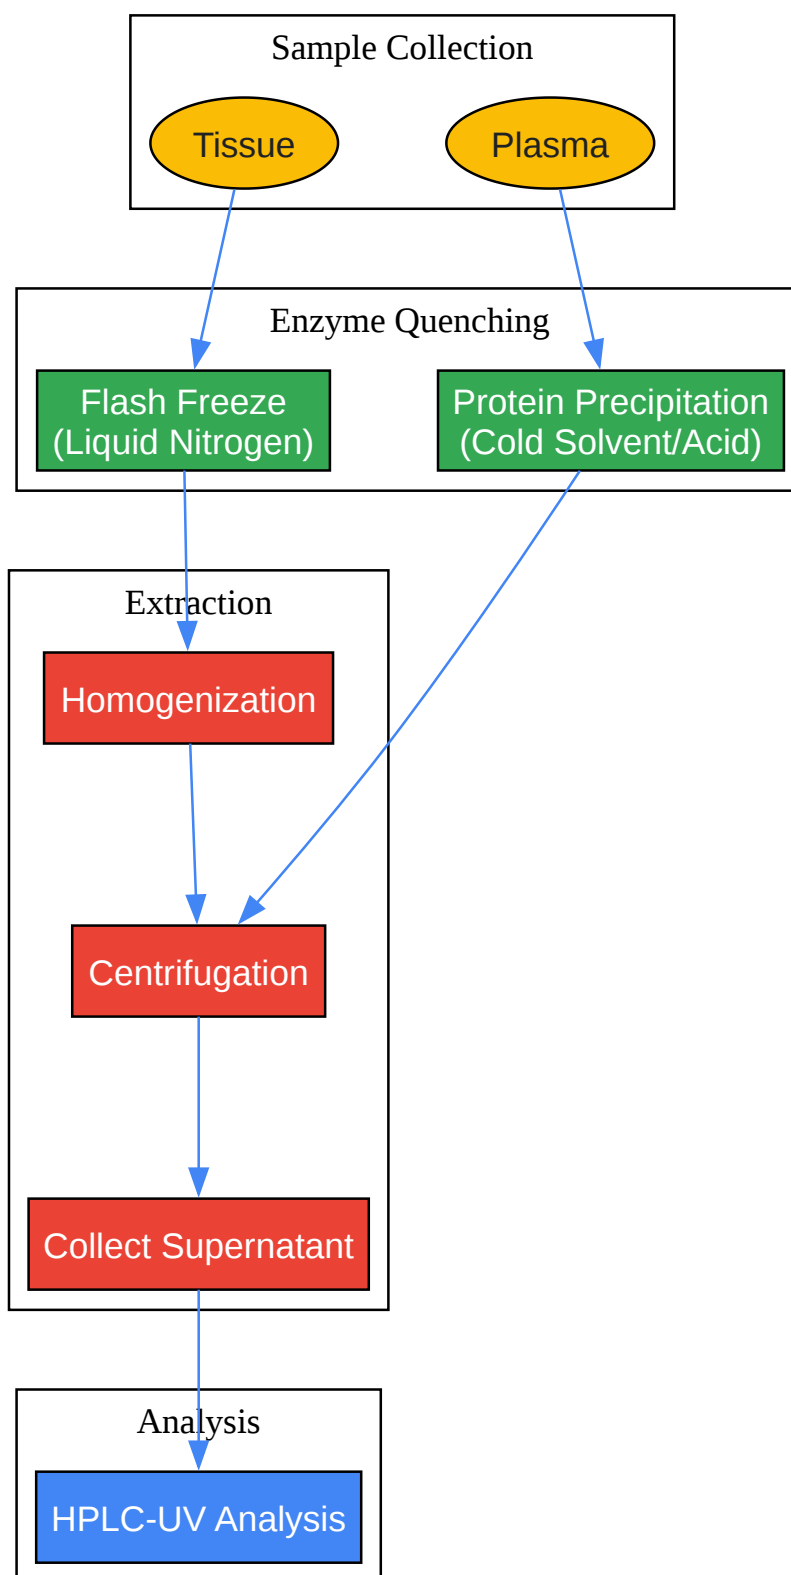 Sample Collection
Tissue
Plasma
Enzyme Quenching
Flash Freeze
(Liquid Nitrogen)
Protein Precipitation
(Cold Solvent/Acid)
Extraction
Homogenization
Centrifugation
Collect Supernatant
Analysis
HPLC-UV Analysis